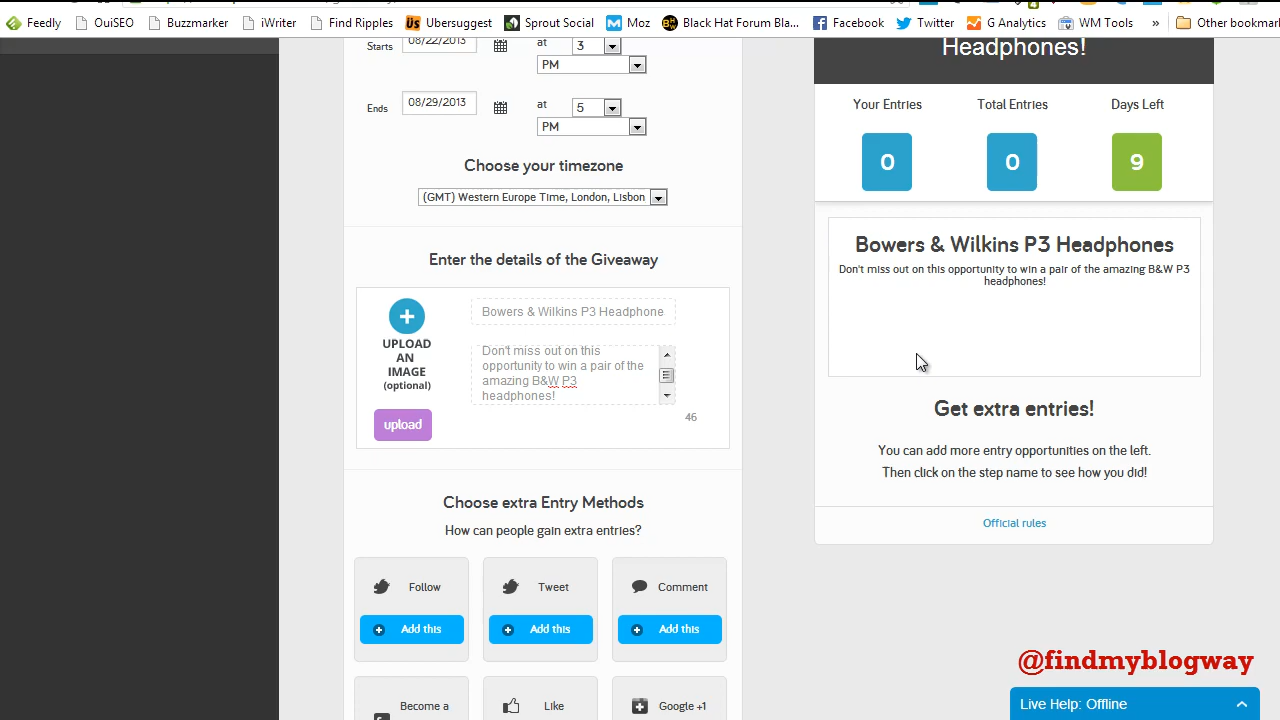 Feedly OuiSEO Buzzmarker iWriter Find Ripples Ubersuggest Sprout Social Moz Black Hat Forum Bla... Facebook Twitter G Analytics WM Tools » Other bookmar
Starts 08/22/2013 at 3
PM
Ends 08/29/2013 at 5
PM
Choose your timezone
(GMT) Western Europe Time, London, Lisbon
Enter the details of the Giveaway
UPLOAD
AN
IMAGE
(optional)
upload
Bowers & Wilkins P3 Headphone
Don't miss out on this
opportunity to win a pair of the
amazing B&W P3
headphones!
46
Choose extra Entry Methods
How can people gain extra entries?
Follow Tweet Comment
Add this Add this Add this
Become a Like Google +1
Headphones!
Your Entries Total Entries Days Left
0 0 9
Bowers & Wilkins P3 Headphones
Don't miss out on this opportunity to win a pair of the amazing B&W P3
headphones!
Get extra entries!
You can add more entry opportunities on the left.
Then click on the step name to see how you did!
Official rules
@findmyblogway
Live Help: Offline